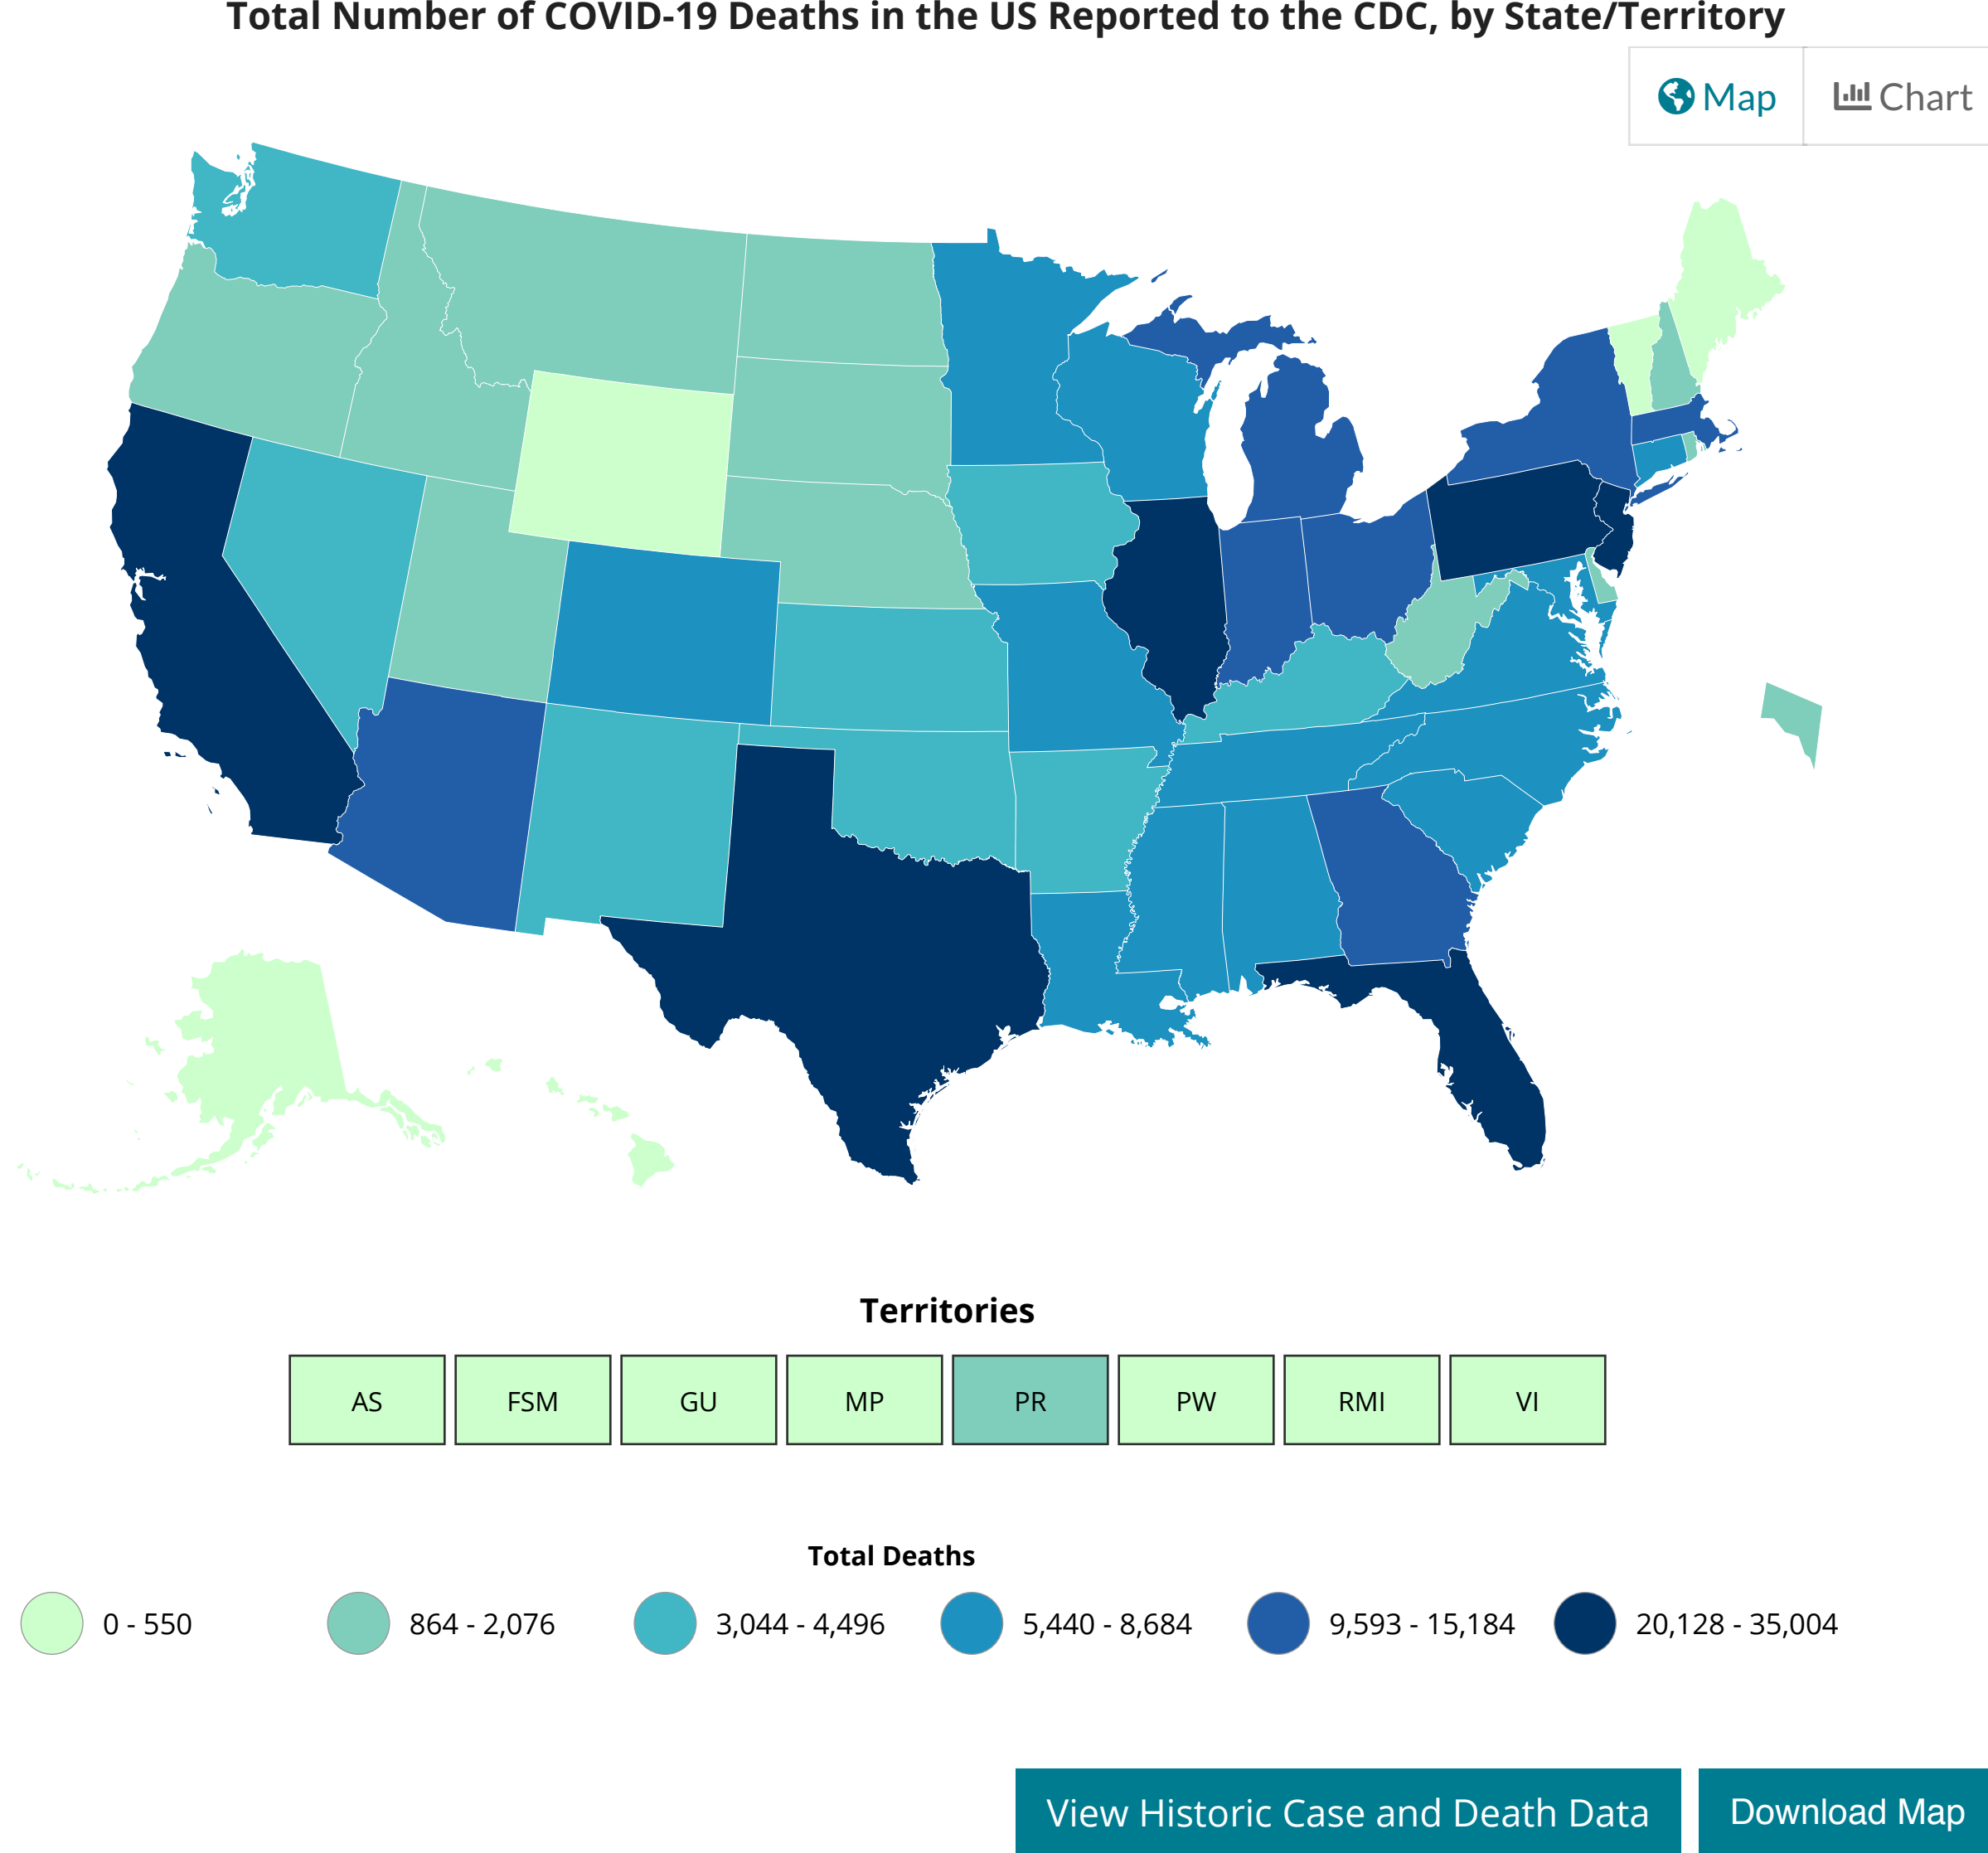 Total Number of COVID-19 Deaths in the US Reported to the CDC, by State/Territory
Map
Chart
Territories
AS FSM GU MP PR PW RMI VI
Total Deaths
0 - 550 864 - 2,076 3,044 - 4,496 5,440 - 8,684 9,593 - 15,184 20,128 - 35,004
View Historic Case and Death Data
Download Map